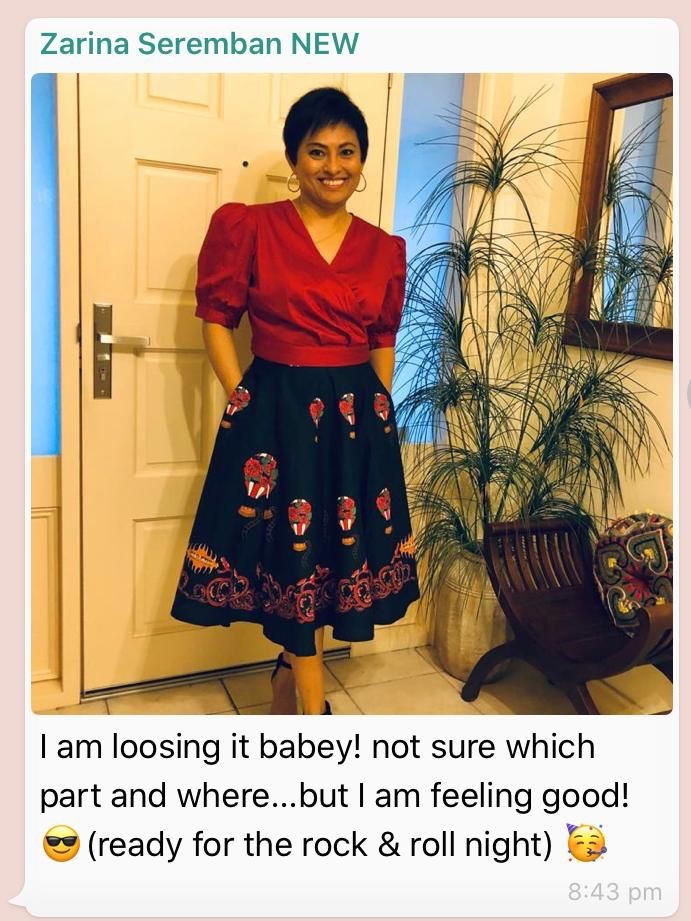 Zarina Seremban NEW
I am loosing it babey! not sure which
part and where...but I am feeling good!
😎(ready for the rock & roll night) 🥳
8:43 pm